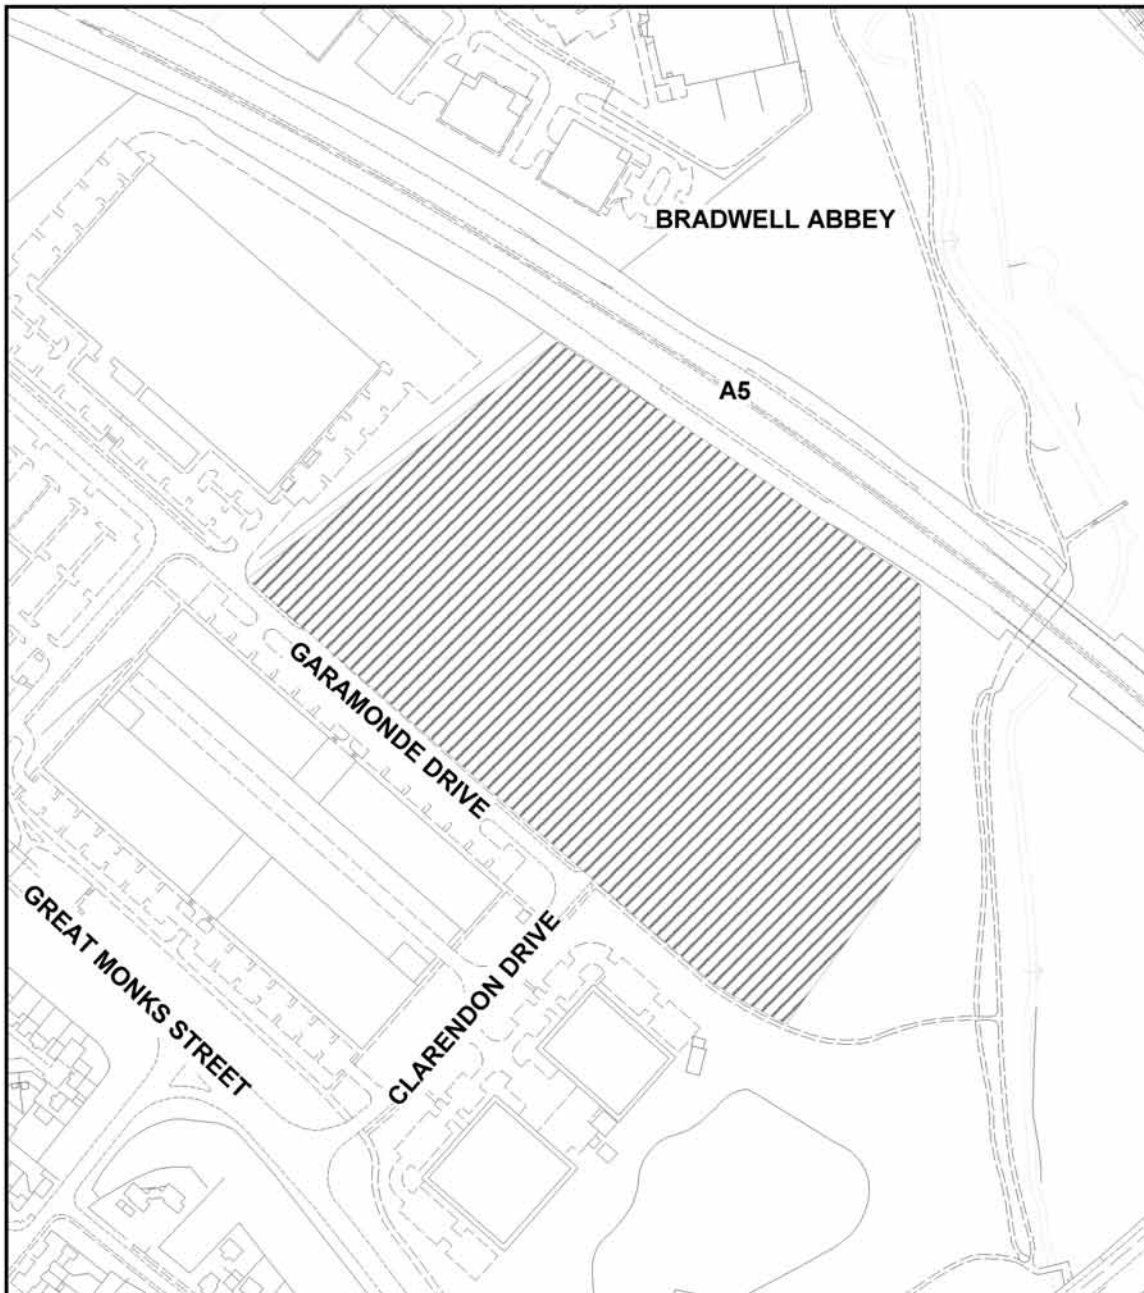 BRADWELL ABBEY
A5
GARAMONDE DRIVE
GREAT MONKS STREET
CLARENDON DRIVE